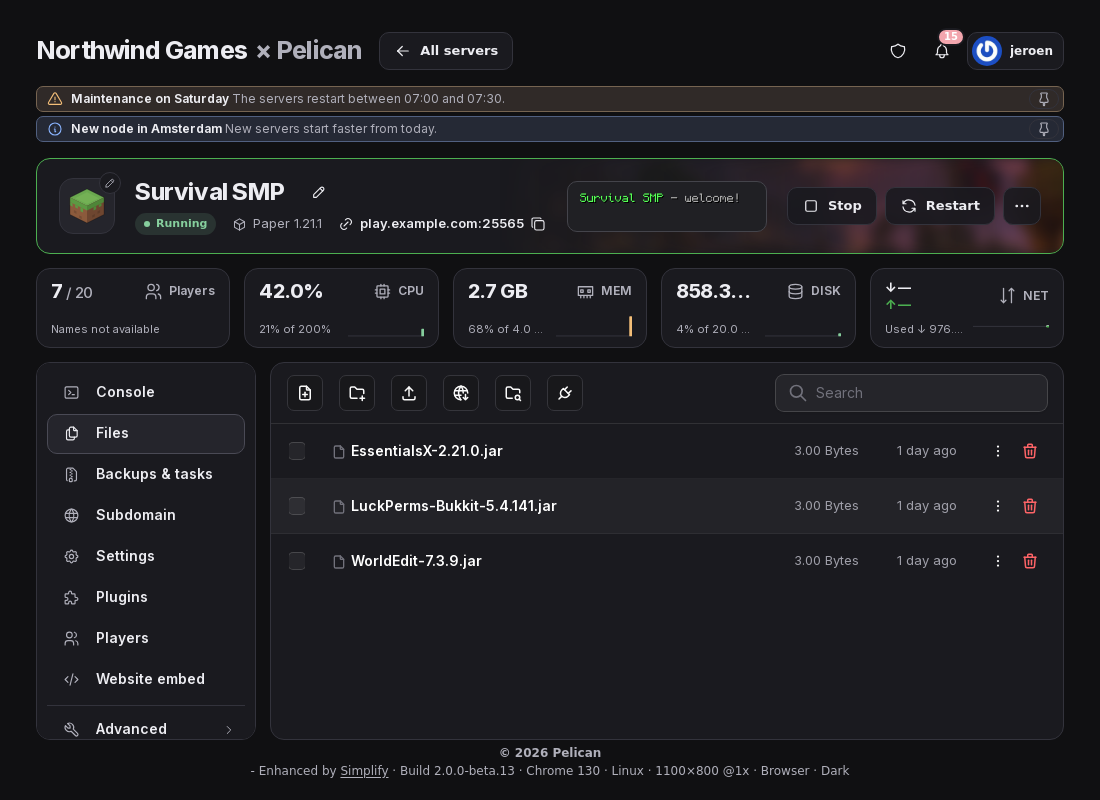 Northwind Games × Pelican
All servers
15
jeroen
Maintenance on Saturday The servers restart between 07:00 and 07:30.
New node in Amsterdam New servers start faster from today.
Survival SMP
Running
Paper 1.21.1
play.example.com:25565
Survival SMP — welcome!
Stop
Restart
7 / 20
Players
Names not available
42.0%
CPU
21% of 200%
2.7 GB
MEM
68% of 4.0 ...
858.3...
DISK
4% of 20.0 ...
↓—
↑—
NET
Used ↓ 976....
Console
Files
Backups & tasks
Subdomain
Settings
Plugins
Players
Website embed
Advanced
Search
EssentialsX-2.21.0.jar 3.00 Bytes 1 day ago
LuckPerms-Bukkit-5.4.141.jar 3.00 Bytes 1 day ago
WorldEdit-7.3.9.jar 3.00 Bytes 1 day ago
© 2026 Pelican
- Enhanced by Simplify · Build 2.0.0-beta.13 · Chrome 130 · Linux · 1100×800 @1x · Browser · Dark